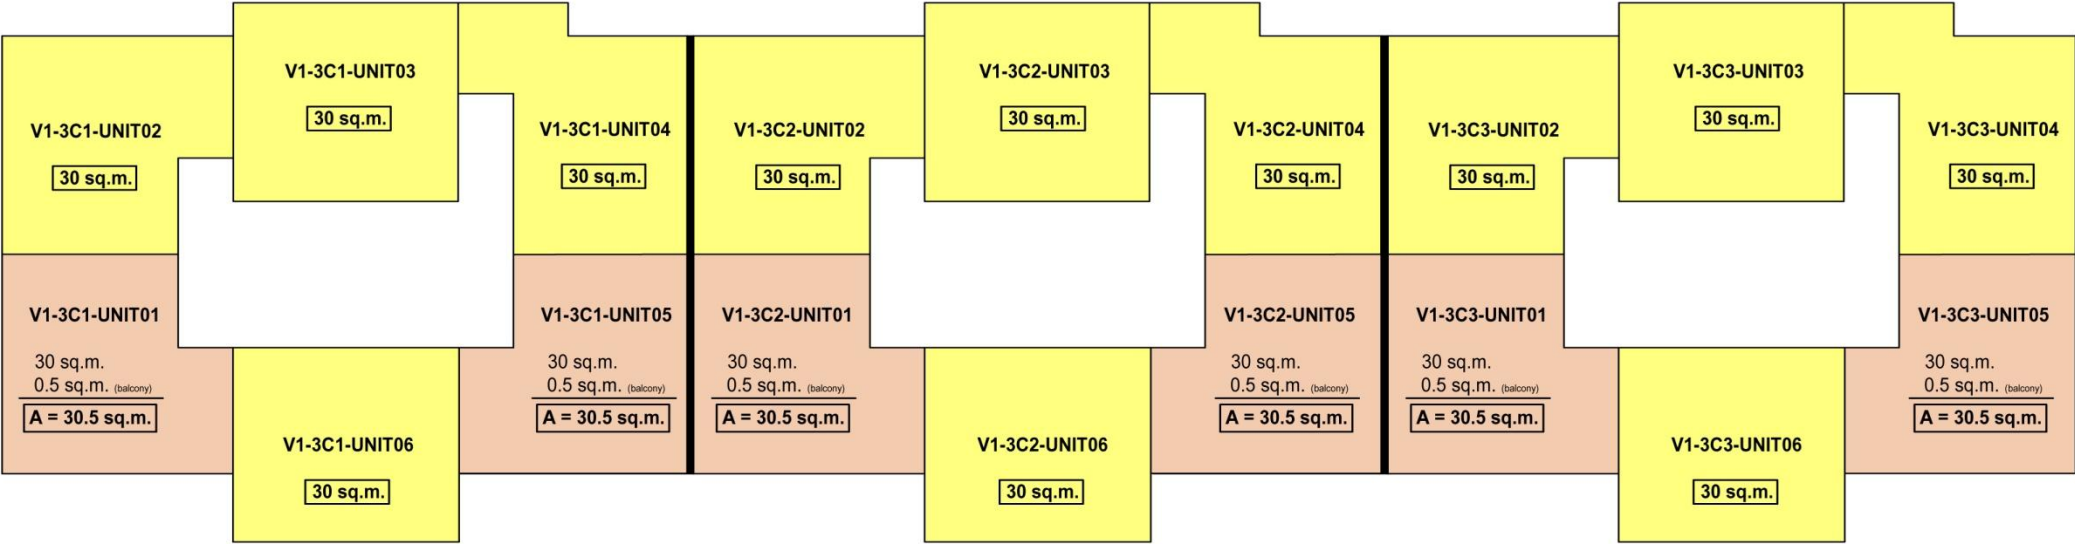 V1-3C1-UNIT03
30 sq.m.
V1-3C1-UNIT02
30 sq.m.
V1-3C1-UNIT04
30 sq.m.
V1-3C1-UNIT01
30 sq.m.
0.5 sq.m. (balcony)
A = 30.5 sq.m.
V1-3C1-UNIT05
30 sq.m.
0.5 sq.m. (balcony)
A = 30.5 sq.m.
V1-3C1-UNIT06
30 sq.m.
V1-3C2-UNIT03
30 sq.m.
V1-3C2-UNIT02
30 sq.m.
V1-3C2-UNIT04
30 sq.m.
V1-3C2-UNIT01
30 sq.m.
0.5 sq.m. (balcony)
A = 30.5 sq.m.
V1-3C2-UNIT05
30 sq.m.
0.5 sq.m. (balcony)
A = 30.5 sq.m.
V1-3C2-UNIT06
30 sq.m.
V1-3C3-UNIT03
30 sq.m.
V1-3C3-UNIT02
30 sq.m.
V1-3C3-UNIT04
30 sq.m.
V1-3C3-UNIT01
30 sq.m.
0.5 sq.m. (balcony)
A = 30.5 sq.m.
V1-3C3-UNIT05
30 sq.m.
0.5 sq.m. (balcony)
A = 30.5 sq.m.
V1-3C3-UNIT06
30 sq.m.